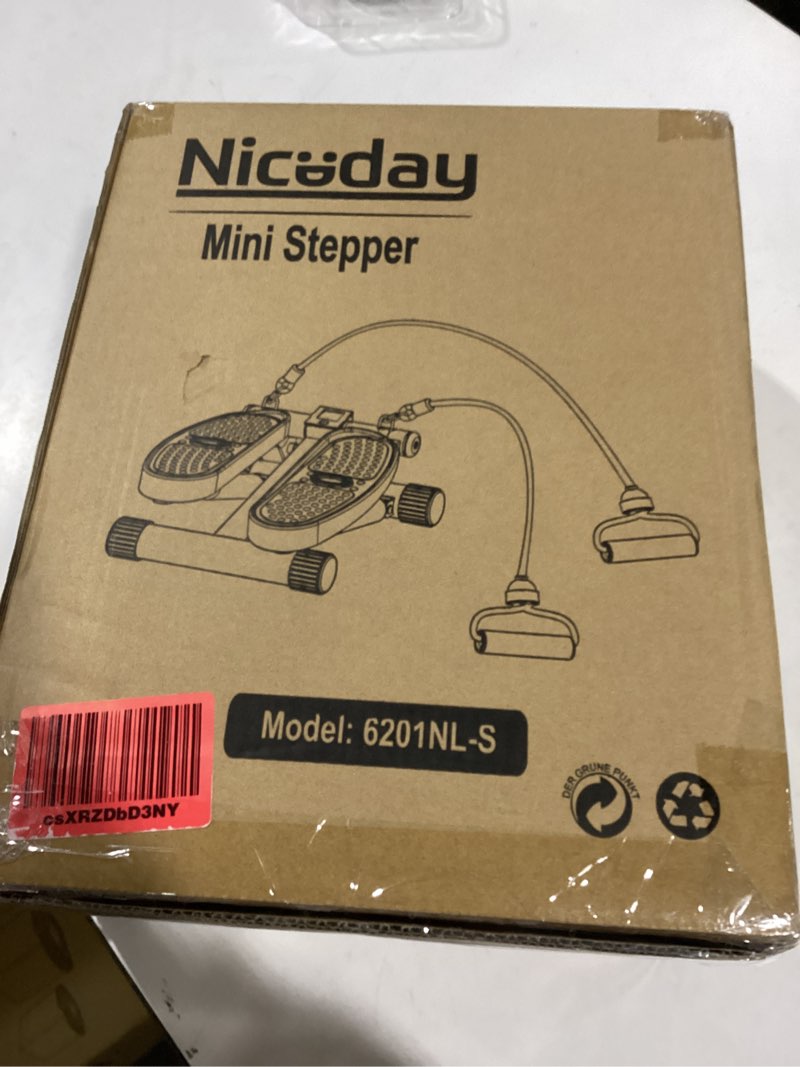 Niceday
Mini Stepper
Model: 6201NL-S
DER GRÜNE PUNKT
csXRZDbD3NY